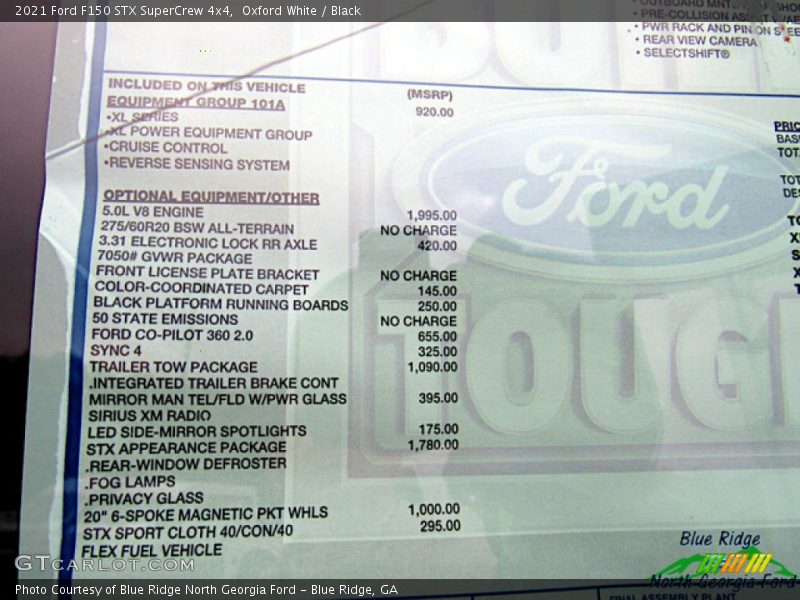 2021 Ford F150 STX SuperCrew 4x4, Oxford White / Black
• PRE-COLLISION
• PWR RACK AND PIN ON
• REAR VIEW CAMERA
• SELECTSHIFT®
INCLUDED ON THIS VEHICLE (MSRP)
EQUIPMENT GROUP 101A 920.00
•XL SERIES
•XL POWER EQUIPMENT GROUP
•CRUISE CONTROL
•REVERSE SENSING SYSTEM
OPTIONAL EQUIPMENT/OTHER
5.0L V8 ENGINE 1,995.00
275/60R20 BSW ALL-TERRAIN NO CHARGE
3.31 ELECTRONIC LOCK RR AXLE 420.00
7050# GVWR PACKAGE
FRONT LICENSE PLATE BRACKET NO CHARGE
COLOR-COORDINATED CARPET 145.00
BLACK PLATFORM RUNNING BOARDS 250.00
50 STATE EMISSIONS NO CHARGE
FORD CO-PILOT 360 2.0 655.00
SYNC 4 325.00
TRAILER TOW PACKAGE 1,090.00
.INTEGRATED TRAILER BRAKE CONT
MIRROR MAN TEL/FLD W/PWR GLASS 395.00
SIRIUS XM RADIO
LED SIDE-MIRROR SPOTLIGHTS 175.00
STX APPEARANCE PACKAGE 1,780.00
.REAR-WINDOW DEFROSTER
.FOG LAMPS
.PRIVACY GLASS
20" 6-SPOKE MAGNETIC PKT WHLS 1,000.00
STX SPORT CLOTH 40/CON/40 295.00
FLEX FUEL VEHICLE
Ford
TOUGH
Blue Ridge
North Georgia Ford
GTcarlot.com
Photo Courtesy of Blue Ridge North Georgia Ford – Blue Ridge, GA
FINAL ASSEMBLY PLANT